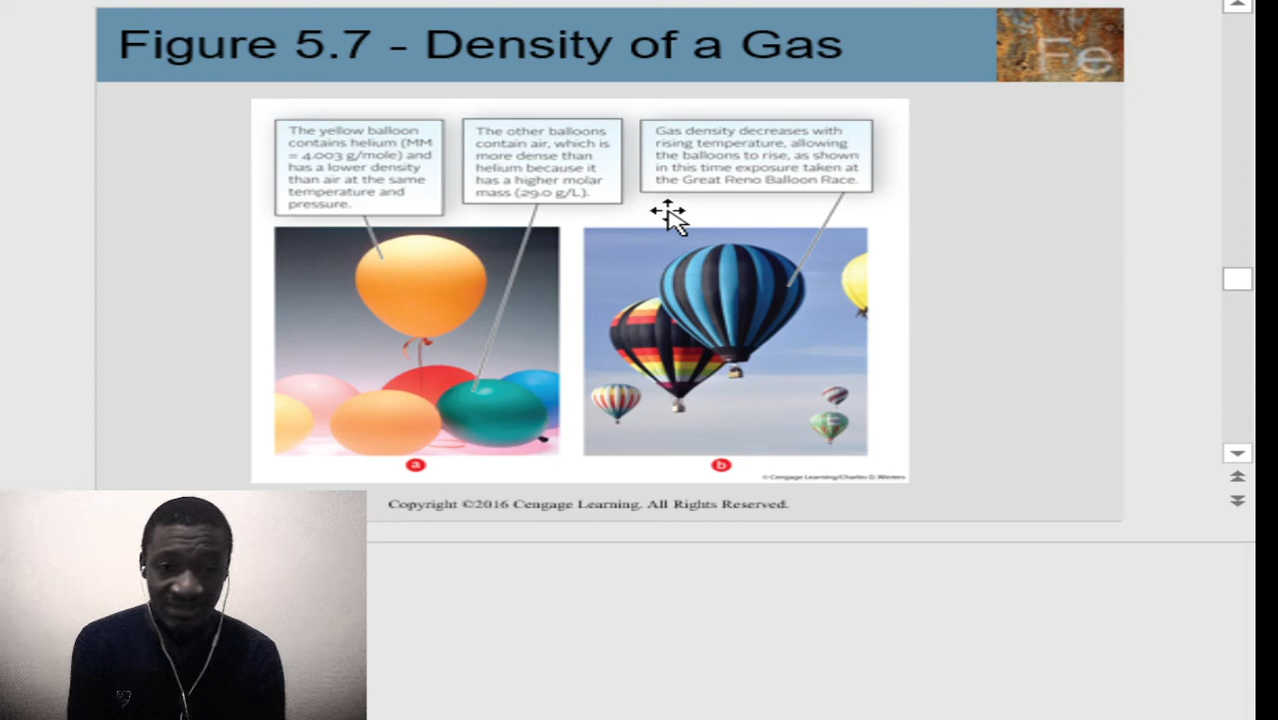 Figure 5.7 - Density of a Gas
Fe
The yellow balloon
contains helium (MM
= 4.003 g/mole) and
has a lower density
than air at the same
temperature and
pressure.
The other balloons
contain air, which is
more dense than
helium because it
has a higher molar
mass (29.0 g/L).
Gas density decreases with
rising temperature, allowing
the balloons to rise, as shown
in this time exposure taken at
the Great Reno Balloon Race.
a
b
© Cengage Learning/Charles D. Winters
Copyright ©2016 Cengage Learning. All Rights Reserved.